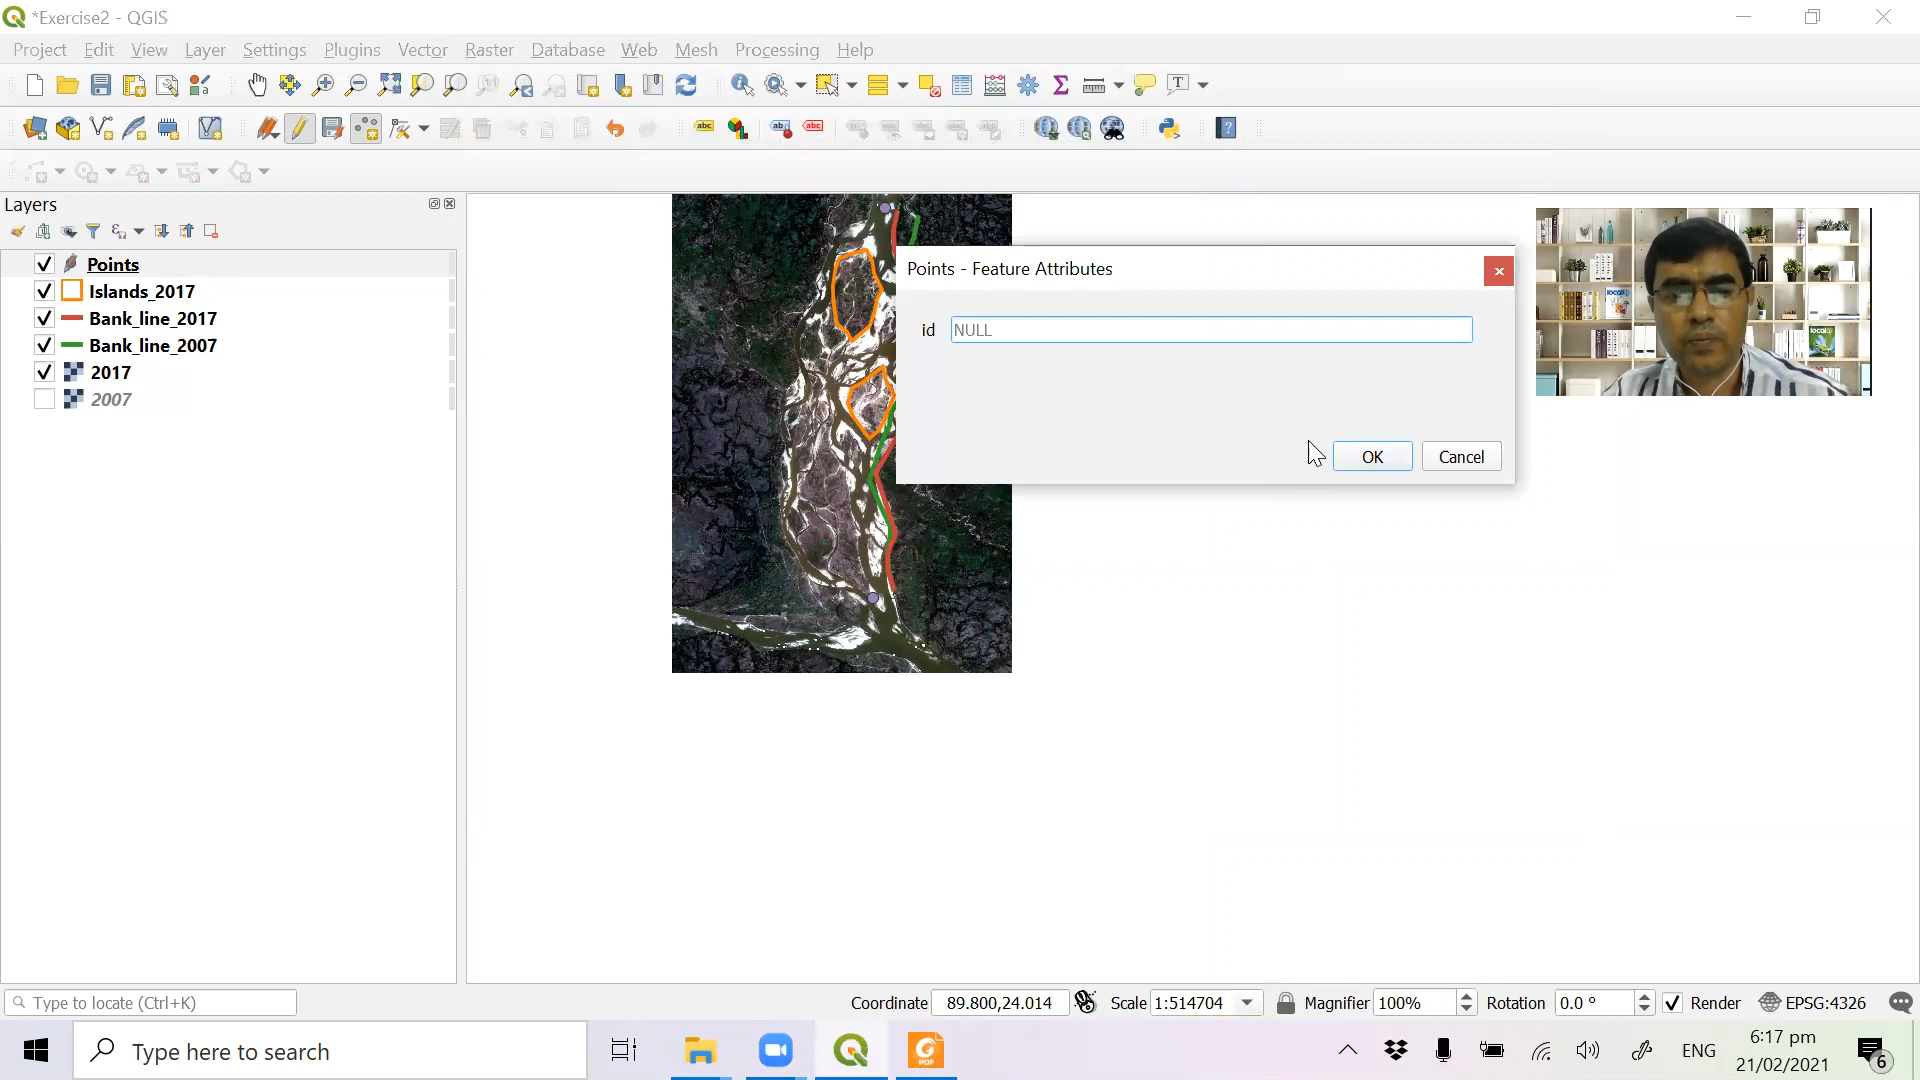 *Exercise2 - QGIS
Project Edit View Layer Settings Plugins Vector Raster Database Web Mesh Processing Help
Layers
Points
Islands_2017
Bank_line_2017
Bank_line_2007
2017
2007
Points - Feature Attributes
id NULL
OK Cancel
Type to locate (Ctrl+K)
Coordinate 89.800,24.014 Scale 1:514704 Magnifier 100% Rotation 0.0 ° Render EPSG:4326
Type here to search
ENG
6:17 pm
21/02/2021
6